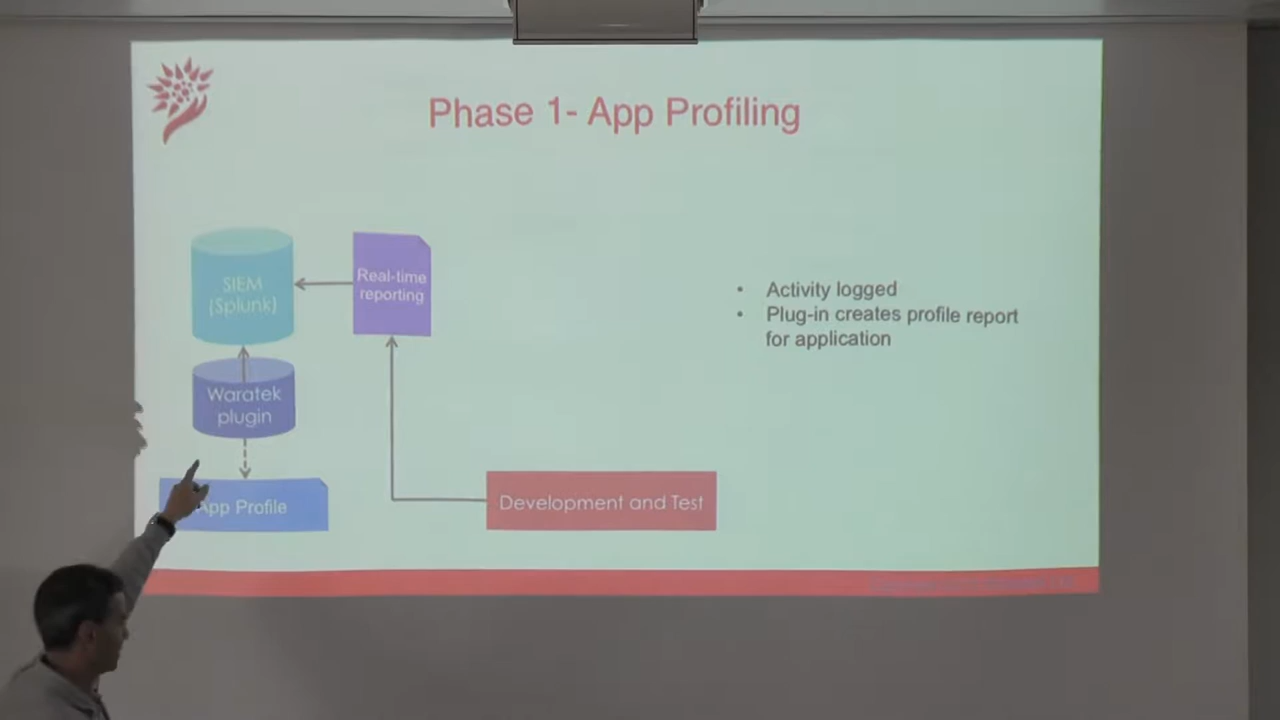 Phase 1- App Profiling
SIEM
(Splunk)
Real-time
reporting
Waratek
plugin
App Profile
Development and Test
• Activity logged
• Plug-in creates profile report
for application